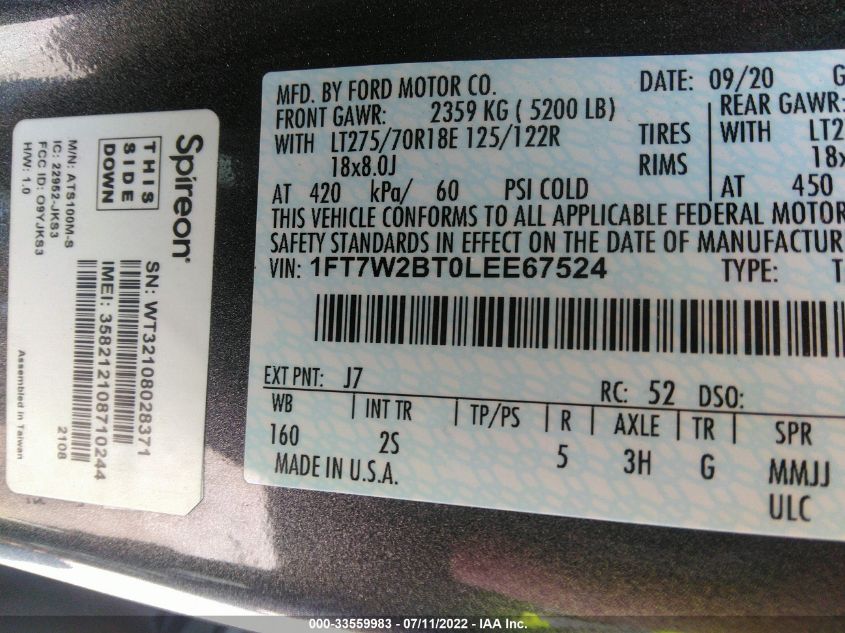 Spireon®
THIS
SIDE
DOWN
M/N: ATS100M-S
IC: 22952-JKS3
FCC ID: O9YJKS3
H/W: 1.0
SN: WT32108028371
IMEI: 358212108710244
2108
Assembled in Taiwan
MFD. BY FORD MOTOR CO. DATE: 09/20 G
FRONT GAWR: 2359 KG ( 5200 LB) REAR GAWR:
WITH LT275/70R18E 125/122R TIRES WITH LT2
18x8.0J RIMS 18x
AT 420 kPa/ 60 PSI COLD AT 450
THIS VEHICLE CONFORMS TO ALL APPLICABLE FEDERAL MOTOR
SAFETY STANDARDS IN EFFECT ON THE DATE OF MANUFACTUR
VIN: 1FT7W2BT0LEE67524 TYPE: T
EXT PNT: J7 RC: 52 DSO:
WB INT TR TP/PS R AXLE TR SPR
160 2S 5 3H G MMJJ
MADE IN U.S.A. ULC
000-33559983 - 07/11/2022 - IAA Inc.